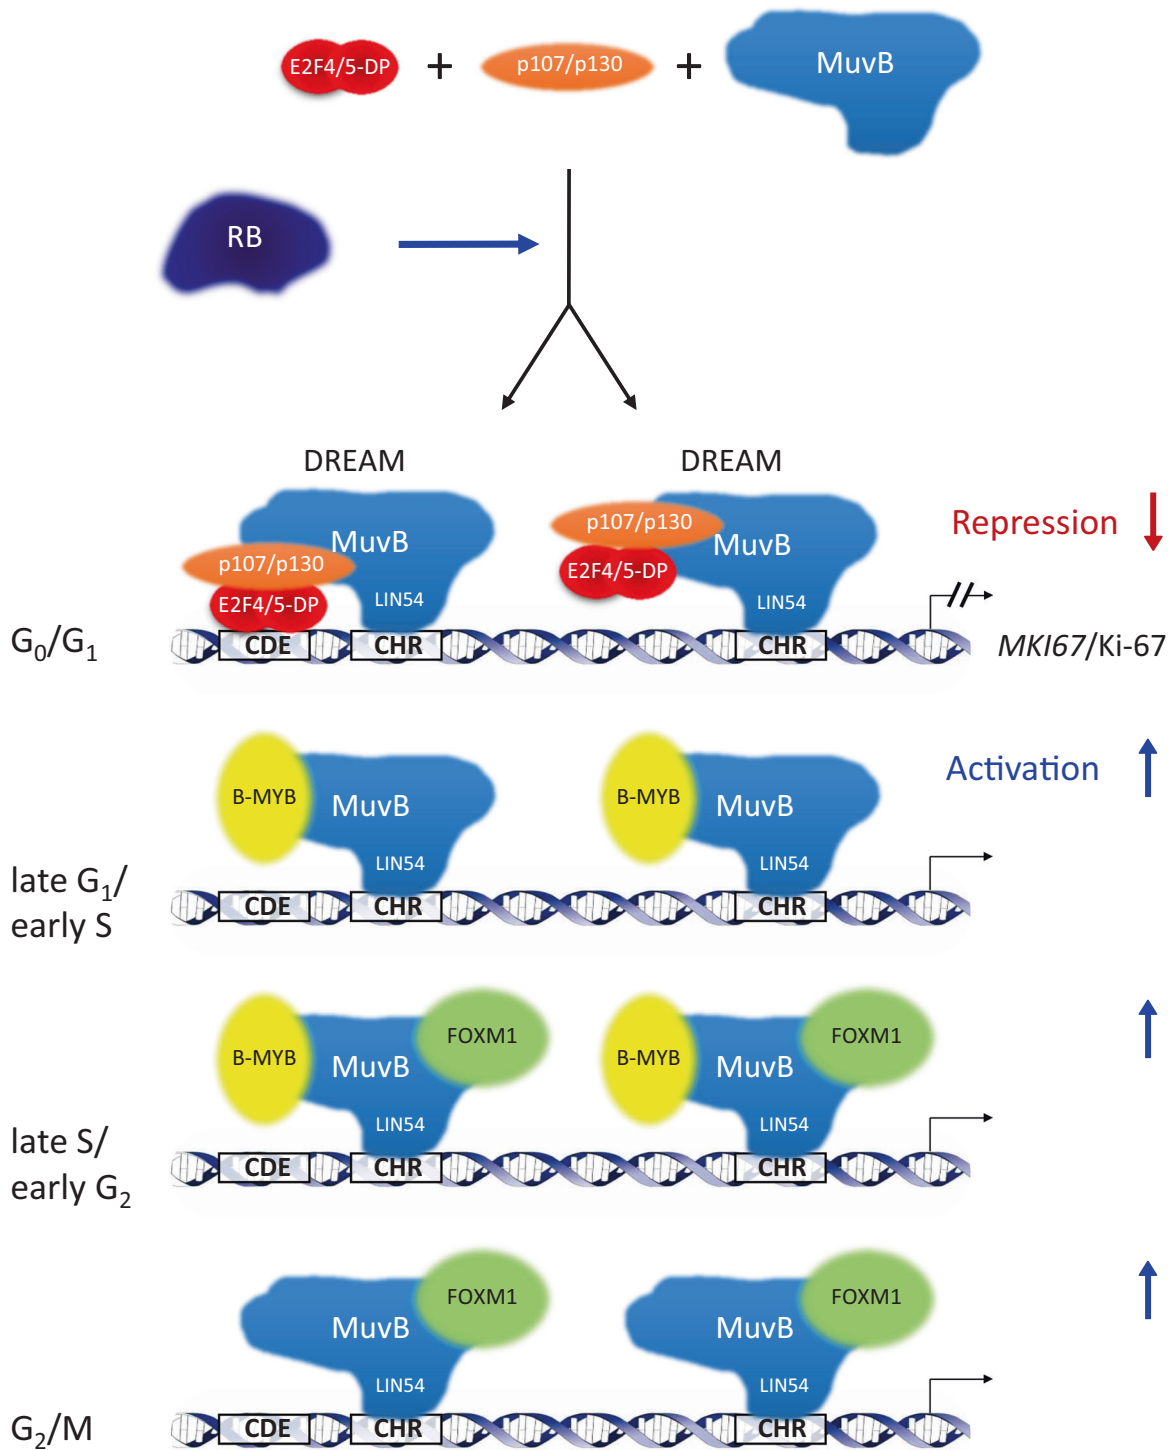 E2F4/5-DP + p107/p130 + MuvB
RB
DREAM DREAM
p107/p130 MuvB p107/p130 MuvB Repression
E2F4/5-DP LIN54 E2F4/5-DP LIN54
G₀/G₁ CDE CHR CHR MKI67/Ki-67
Activation
B-MYB MuvB B-MYB MuvB
LIN54 LIN54
late G₁/
early S CDE CHR CHR
FOXM1 FOXM1
B-MYB MuvB B-MYB MuvB
LIN54 LIN54
late S/
early G₂ CDE CHR CHR
FOXM1 FOXM1
MuvB MuvB
LIN54 LIN54
G₂/M CDE CHR CHR